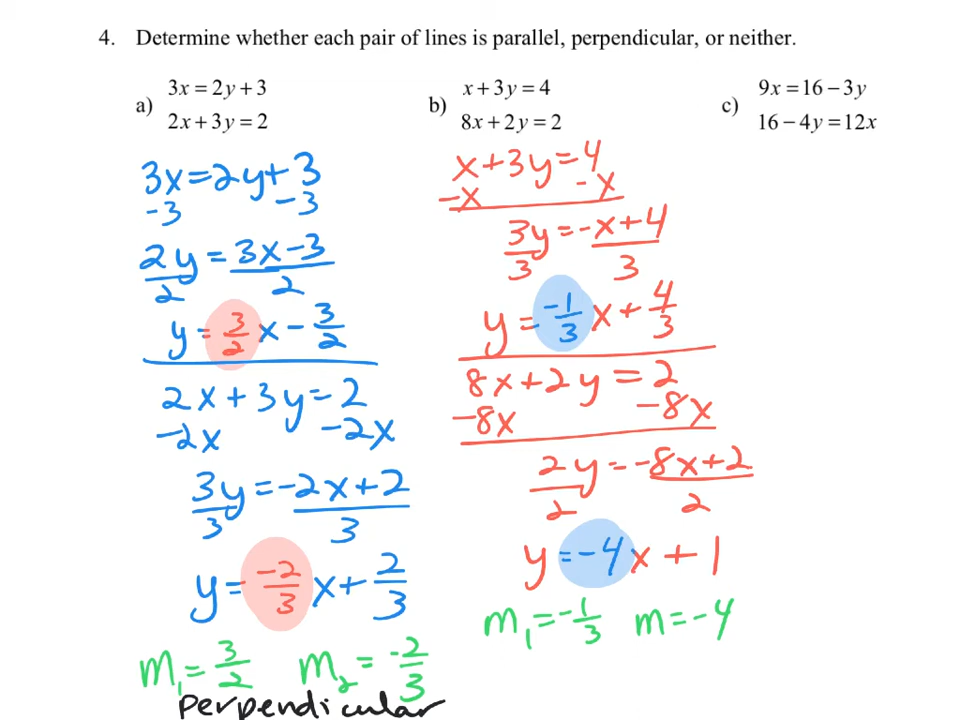 4. Determine whether each pair of lines is parallel, perpendicular, or neither.
a) 3x = 2y + 3
2x + 3y = 2
b) x + 3y = 4
8x + 2y = 2
c) 9x = 16 − 3y
16 − 4y = 12x
3x = 2y + 3
-3 -3
2y/2 = (3x − 3)/2
y = 3/2 x − 3/2
2x + 3y = 2
-2x -2x
3y/3 = (-2x + 2)/3
y = -2/3 x + 2/3
m₁ = 3/2 m₂ = -2/3
perpendicular
x + 3y = 4
-x -x
3y/3 = (-x + 4)/3
y = -1/3 x + 4/3
8x + 2y = 2
-8x -8x
2y/2 = (-8x + 2)/2
y = -4x + 1
m₁ = -1/3 m = -4